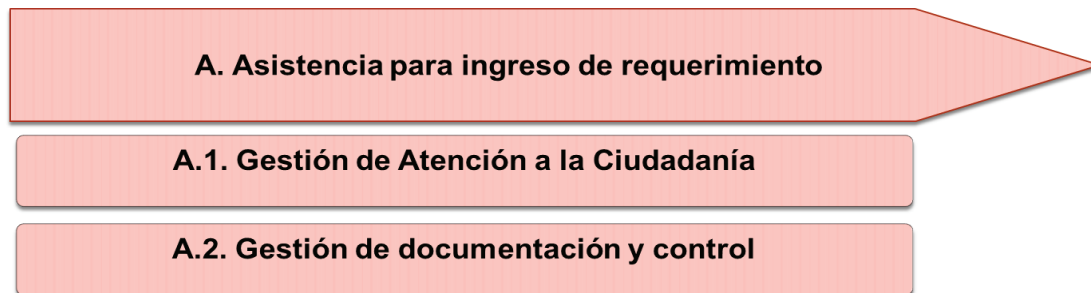 A. Asistencia para ingreso de requerimiento
A.1. Gestión de Atención a la Ciudadanía
A.2. Gestión de documentación y control